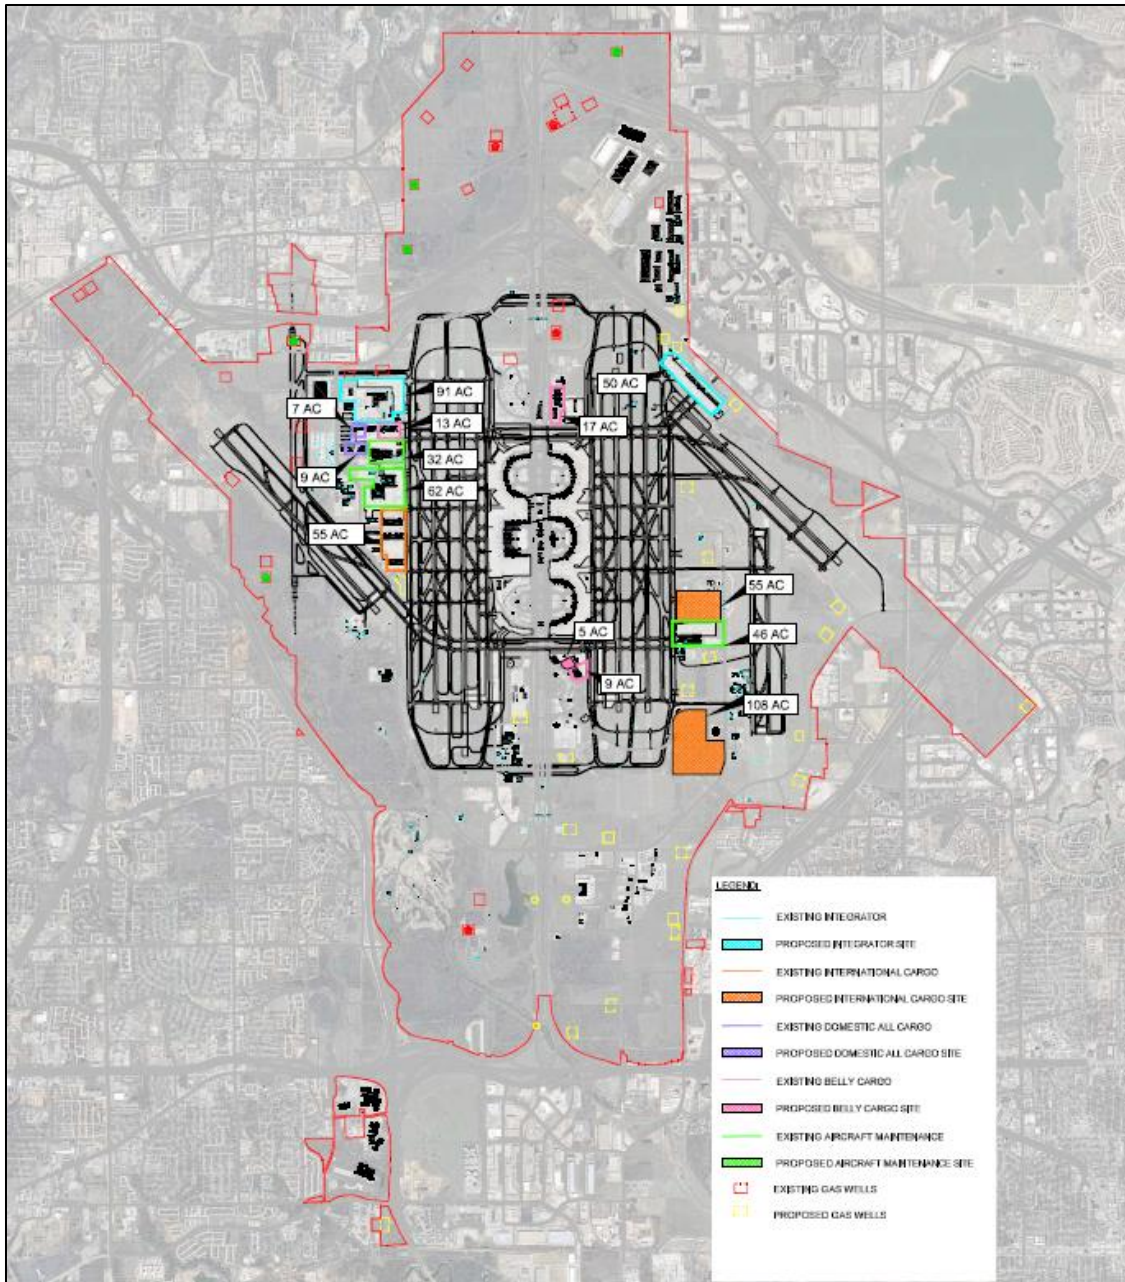 50 AC
91 AC
7 AC
13 AC
17 AC
32 AC
9 AC
62 AC
55 AC
55 AC
5 AC
46 AC
9 AC
108 AC
LEGEND:
EXISTING INTEGRATOR
PROPOSED INTEGRATOR SITE
EXISTING INTERNATIONAL CARGO
PROPOSED INTERNATIONAL CARGO SITE
EXISTING DOMESTIC ALL CARGO
PROPOSED DOMESTIC ALL CARGO SITE
EXISTING BELLY CARGO
PROPOSED BELLY CARGO SITE
EXISTING AIRCRAFT MAINTENANCE
PROPOSED AIRCRAFT MAINTENANCE SITE
EXISTING GAS WELLS
PROPOSED GAS WELLS